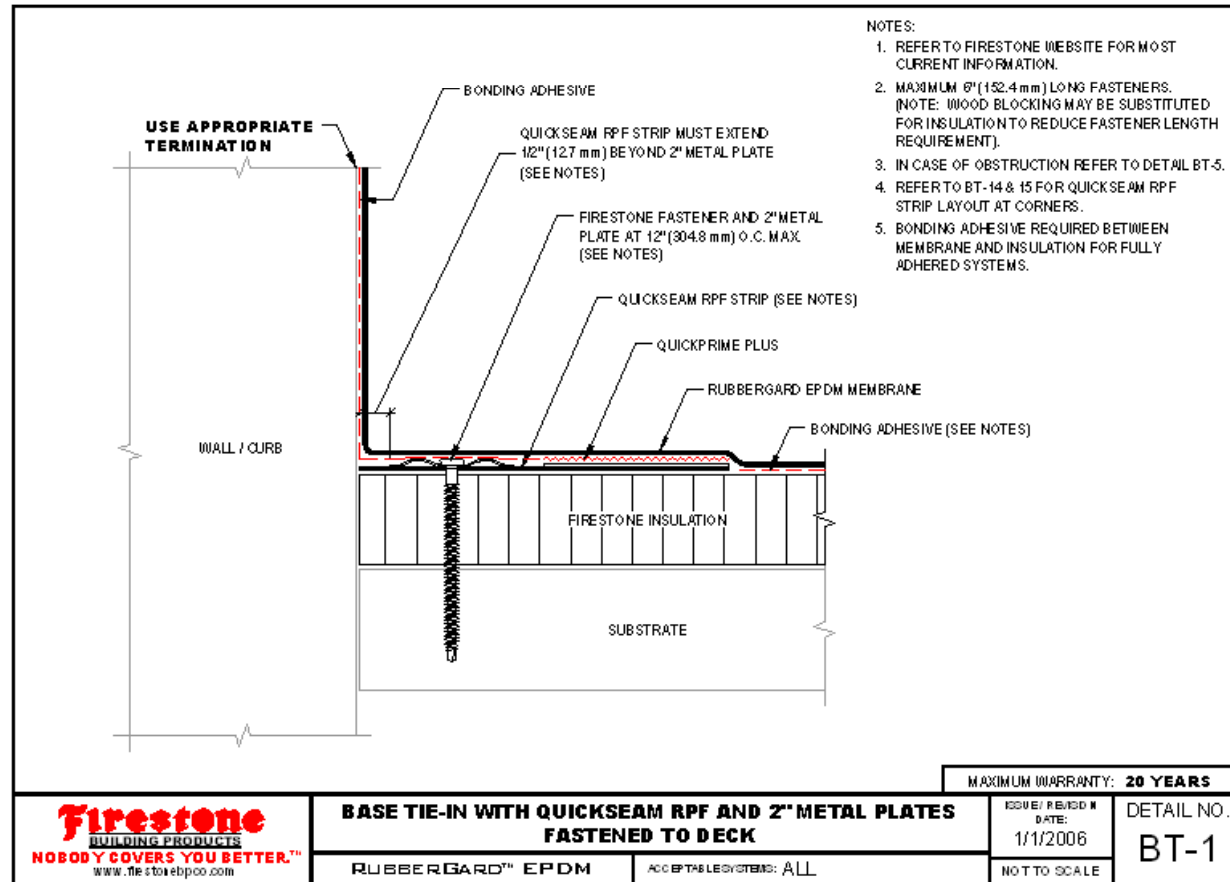 NOTES:
1. REFER TO FIRESTONE WEBSITE FOR MOST
CURRENT INFORMATION.
2. MAXIMUM 6" (152.4 mm) LONG FASTENERS.
(NOTE: WOOD BLOCKING MAY BE SUBSTITUTED
FOR INSULATION TO REDUCE FASTENER LENGTH
REQUIREMENT).
3. IN CASE OF OBSTRUCTION REFER TO DETAIL BT-5.
4. REFER TO BT-14 & 15 FOR QUICKSEAM RPF
STRIP LAYOUT AT CORNERS.
5. BONDING ADHESIVE REQUIRED BETWEEN
MEMBRANE AND INSULATION FOR FULLY
ADHERED SYSTEMS.
BONDING ADHESIVE
USE APPROPRIATE
TERMINATION
QUICKSEAM RPF STRIP MUST EXTEND
1/2" (12.7 mm) BEYOND 2" METAL PLATE
(SEE NOTES)
FIRESTONE FASTENER AND 2" METAL
PLATE AT 12" (304.8 mm) O.C. MAX.
(SEE NOTES)
QUICKSEAM RPF STRIP (SEE NOTES)
QUICKPRIME PLUS
RUBBERGARD EPDM MEMBRANE
BONDING ADHESIVE (SEE NOTES)
WALL / CURB
FIRESTONE INSULATION
SUBSTRATE
MAXIMUM WARRANTY: 20 YEARS
Firestone
BUILDING PRODUCTS
NOBODY COVERS YOU BETTER.™
www.firestonebpco.com
BASE TIE-IN WITH QUICKSEAM RPF AND 2" METAL PLATES
FASTENED TO DECK
RUBBERGARD™ EPDM
ACCEPTABLE SYSTEMS: ALL
ISSUE / REVISION
DATE:
1/1/2006
NOT TO SCALE
DETAIL NO.
BT-1